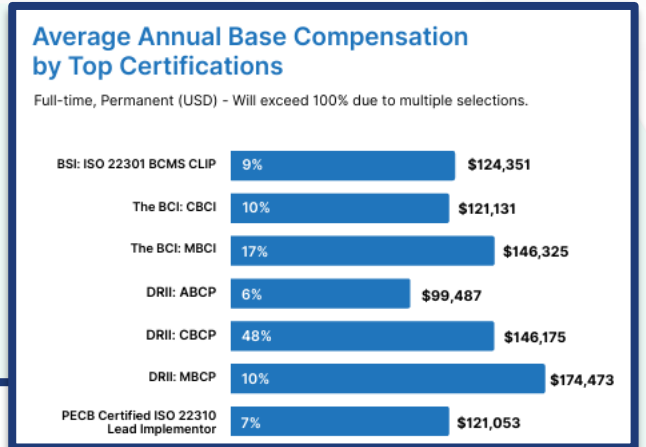 Average Annual Base Compensation
by Top Certifications
Full-time, Permanent (USD) - Will exceed 100% due to multiple selections.
BSI: ISO 22301 BCMS CLIP 9% $124,351
The BCI: CBCI 10% $121,131
The BCI: MBCI 17% $146,325
DRII: ABCP 6% $99,487
DRII: CBCP 48% $146,175
DRII: MBCP 10% $174,473
PECB Certified ISO 22310
Lead Implementor 7% $121,053